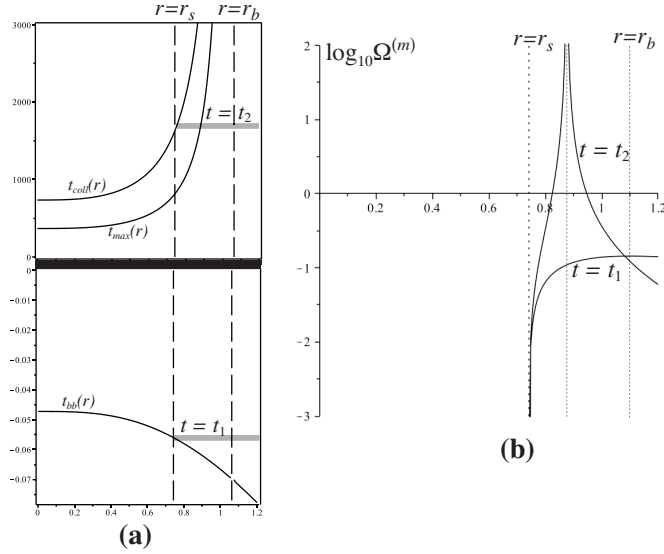 r=r_s r=r_b
3000
2000
1000
0
t = t_2
t_coll(r)
t_max(r)
0
−0.01
−0.02
−0.03
−0.04
−0.05
−0.06
−0.07
t_bb(r)
t = t_1
0 0.2 0.4 0.6 0.8 1.0 1.2
(a)
r=r_s r=r_b
log_10 Ω^(m)
2
1
0
−1
−2
−3
0.2 0.4 0.6 0.8 1.0 1.2
t = t_2
t = t_1
(b)